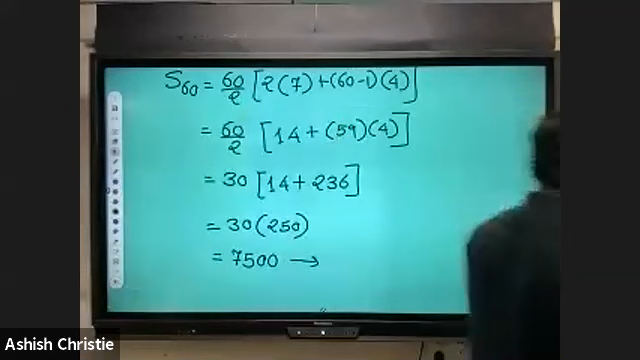 S60 = 60/2 [2(7) + (60-1)(4)]
= 60/2 [14 + (59)(4)]
= 30 [14 + 236]
= 30(250)
= 7500 →
Ashish Christie